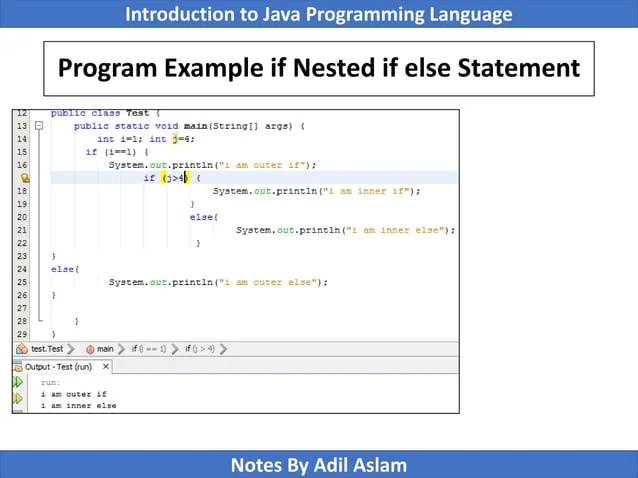 Introduction to Java Programming Language
Program Example if Nested if else Statement
12 public class Test {
13 public static void main(String[] args) {
14 int i=1; int j=4;
15 if (i==1) {
16 System.out.println("i am outer if");
if (j>4) {
18 System.out.println("i am inner if");
19 }
20 else{
21 System.out.println("i am inner else");
22 }
23 }
24 else{
25 System.out.println("i am outer else");
26 }
27
28 }
29 }
test.Test main if (i == 1) if (j > 4)
Output - Test (run) X
run:
i am outer if
i am inner else
Notes By Adil Aslam